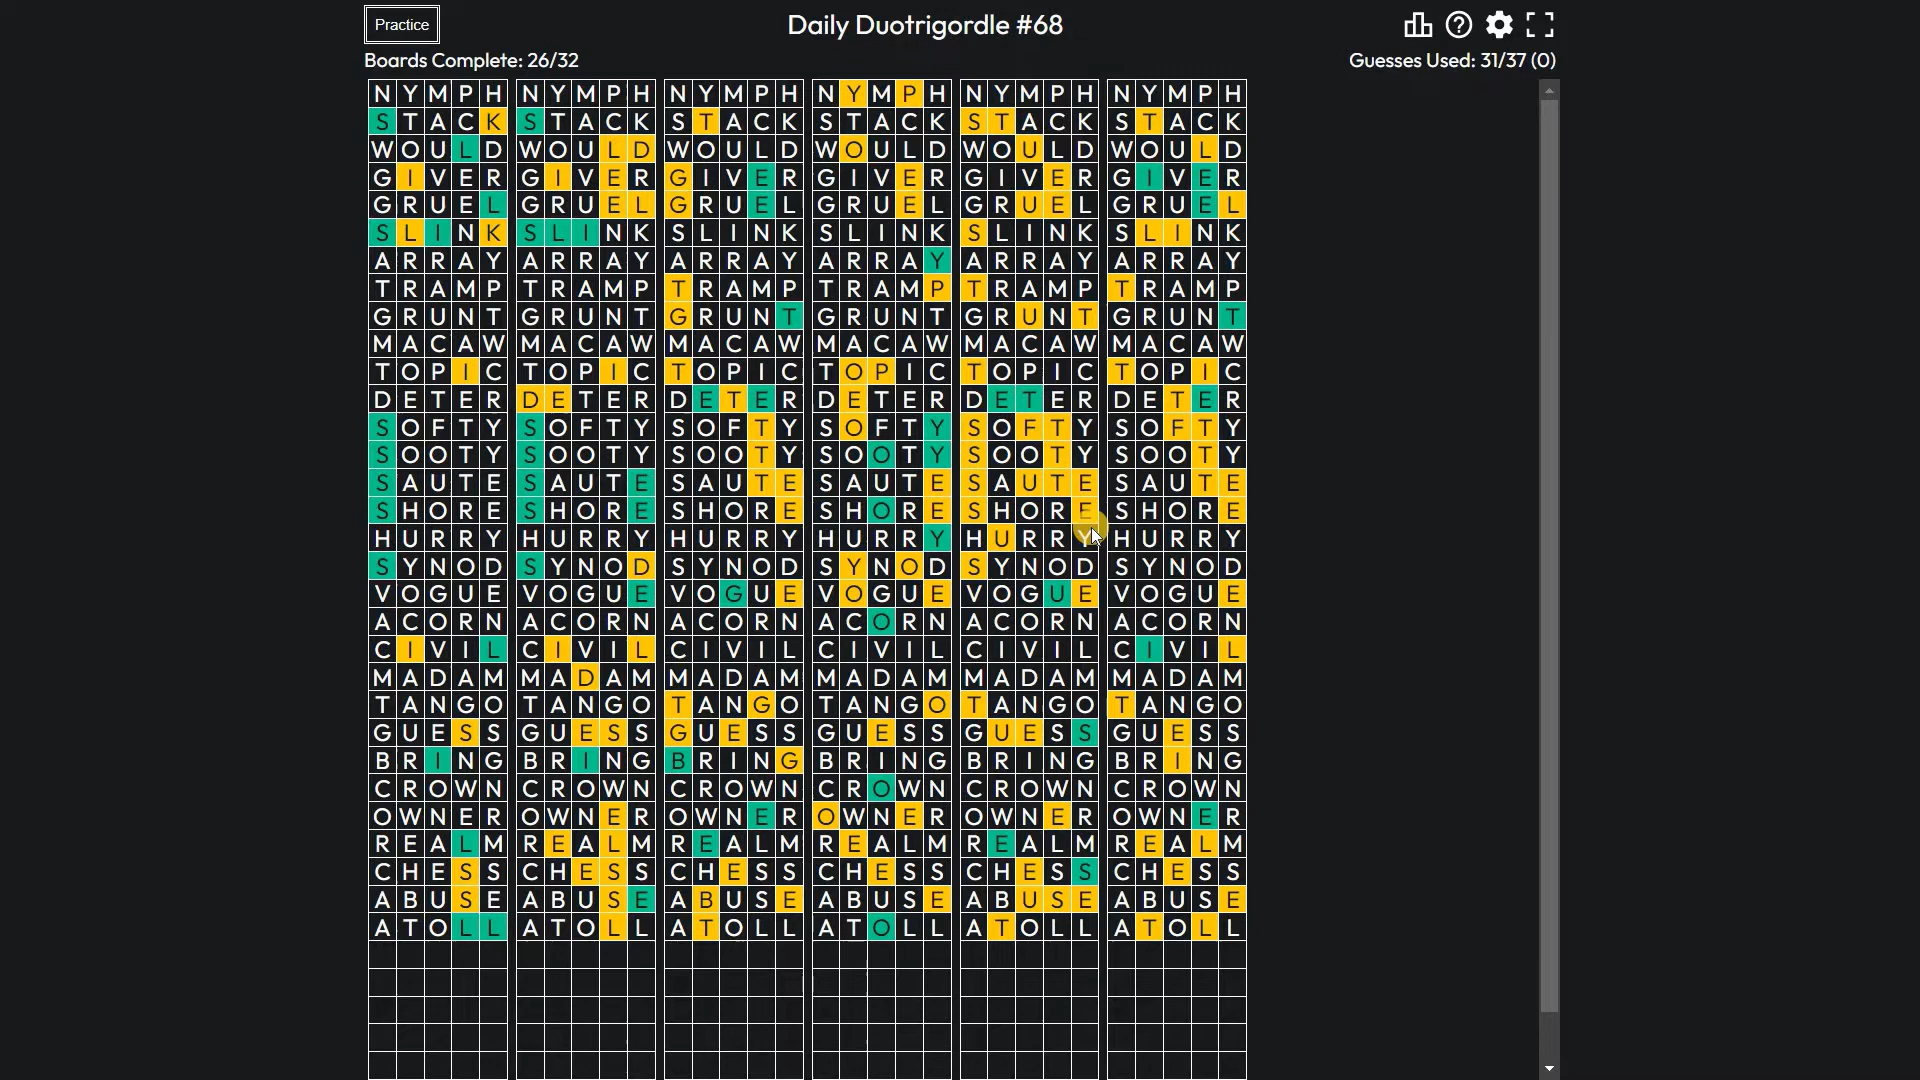 Practice
Daily Duotrigordle #68
Boards Complete: 26/32
Guesses Used: 31/37 (0)
NYMPH NYMPH NYMPH NYMPH NYMPH NYMPH
STACK STACK STACK STACK STACK STACK
WOULD WOULD WOULD WOULD WOULD WOULD
GIVER GIVER GIVER GIVER GIVER GIVER
GRUEL GRUEL GRUEL GRUEL GRUEL GRUEL
SLINK SLINK SLINK SLINK SLINK SLINK
ARRAY ARRAY ARRAY ARRAY ARRAY ARRAY
TRAMP TRAMP TRAMP TRAMP TRAMP TRAMP
GRUNT GRUNT GRUNT GRUNT GRUNT GRUNT
MACAW MACAW MACAW MACAW MACAW MACAW
TOPIC TOPIC TOPIC TOPIC TOPIC TOPIC
DETER DETER DETER DETER DETER DETER
SOFTY SOFTY SOFTY SOFTY SOFTY SOFTY
SOOTY SOOTY SOOTY SOOTY SOOTY SOOTY
SAUTE SAUTE SAUTE SAUTE SAUTE SAUTE
SHORE SHORE SHORE SHORE SHORE SHORE
HURRY HURRY HURRY HURRY HURRY HURRY
SYNOD SYNOD SYNOD SYNOD SYNOD SYNOD
VOGUE VOGUE VOGUE VOGUE VOGUE VOGUE
ACORN ACORN ACORN ACORN ACORN ACORN
CIVIL CIVIL CIVIL CIVIL CIVIL CIVIL
MADAM MADAM MADAM MADAM MADAM MADAM
TANGO TANGO TANGO TANGO TANGO TANGO
GUESS GUESS GUESS GUESS GUESS GUESS
BRING BRING BRING BRING BRING BRING
CROWN CROWN CROWN CROWN CROWN CROWN
OWNER OWNER OWNER OWNER OWNER OWNER
REALM REALM REALM REALM REALM REALM
CHESS CHESS CHESS CHESS CHESS CHESS
ABUSE ABUSE ABUSE ABUSE ABUSE ABUSE
ATOLL ATOLL ATOLL ATOLL ATOLL ATOLL